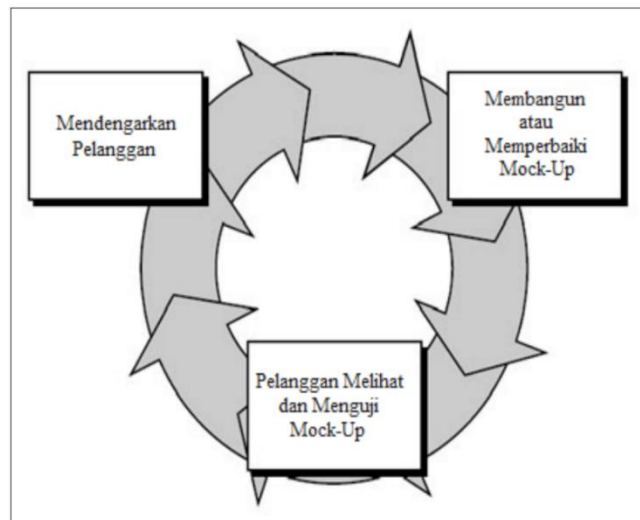 Mendengarkan
Pelanggan
Membangun
atau
Memperbaiki
Mock-Up
Pelanggan Melihat
dan Menguji
Mock-Up